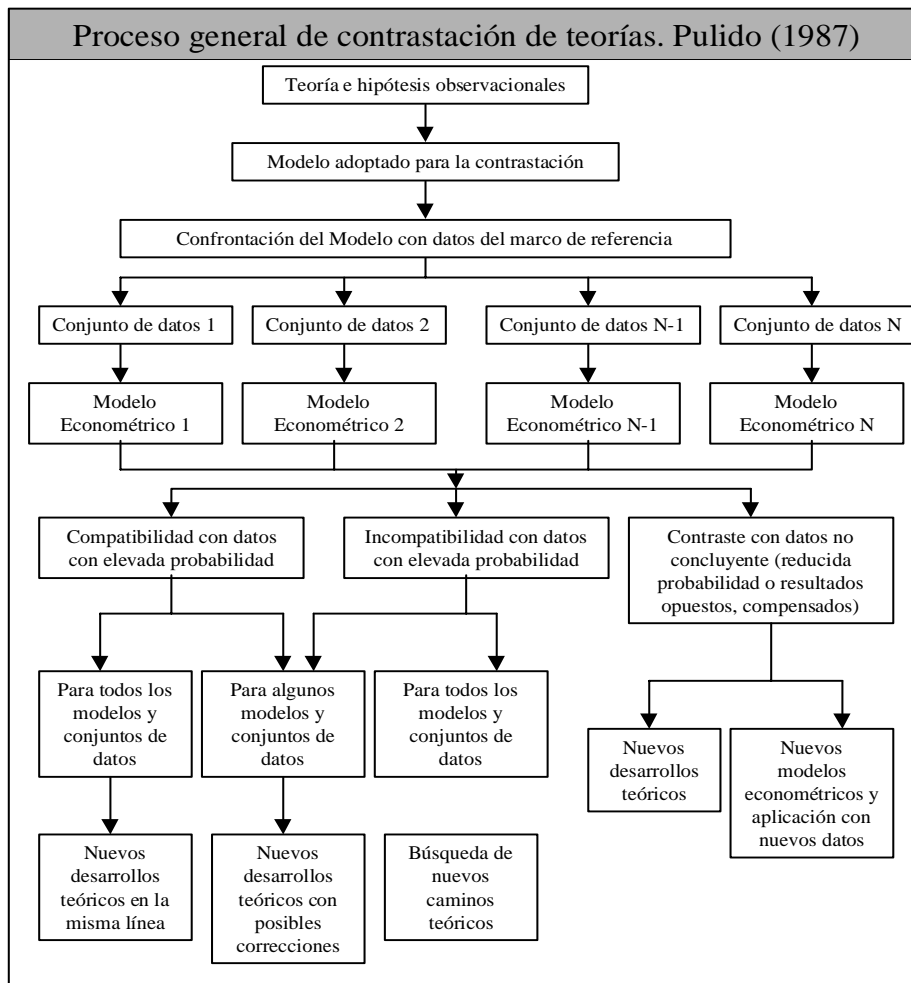 Proceso general de contrastación de teorías. Pulido (1987)
Teoría e hipótesis observacionales
Modelo adoptado para la contrastación
Confrontación del Modelo con datos del marco de referencia
Conjunto de datos 1
Conjunto de datos 2
Conjunto de datos N-1
Conjunto de datos N
Modelo
Econométrico 1
Modelo
Econométrico 2
Modelo
Econométrico N-1
Modelo
Econométrico N
Compatibilidad con datos
con elevada probabilidad
Incompatibilidad con datos
con elevada probabilidad
Contraste con datos no
concluyente (reducida
probabilidad o resultados
opuestos, compensados)
Para todos los
modelos y
conjuntos de
datos
Para algunos
modelos y
conjuntos de
datos
Para todos los
modelos y
conjuntos de
datos
Nuevos
desarrollos
teóricos
Nuevos
modelos
econométricos y
aplicación con
nuevos datos
Nuevos
desarrollos
teóricos en la
misma línea
Nuevos
desarrollos
teóricos con
posibles
correcciones
Búsqueda de
nuevos
caminos
teóricos